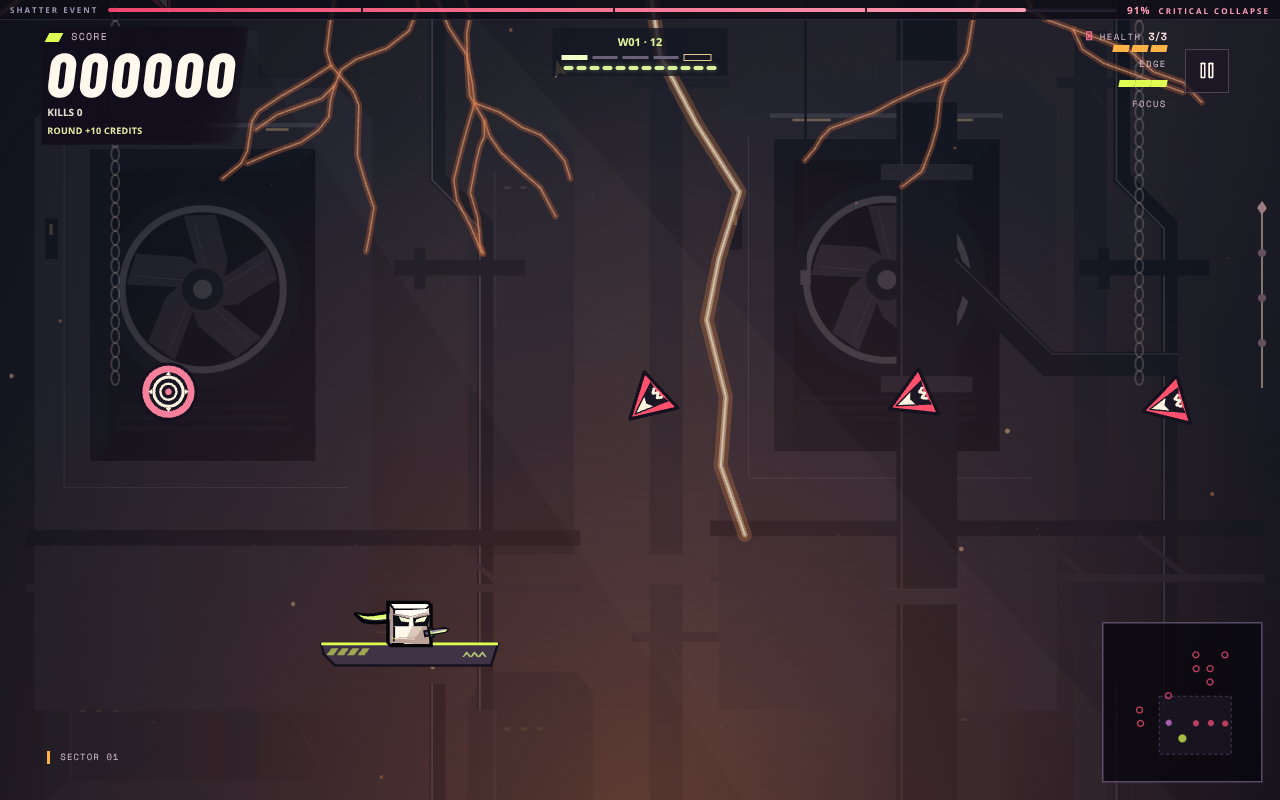 SHATTER EVENT
91% CRITICAL COLLAPSE
SCORE
000000
KILLS 0
ROUND +10 CREDITS
W01 · 12
HEALTH 3/3
EDGE
FOCUS
SECTOR 01